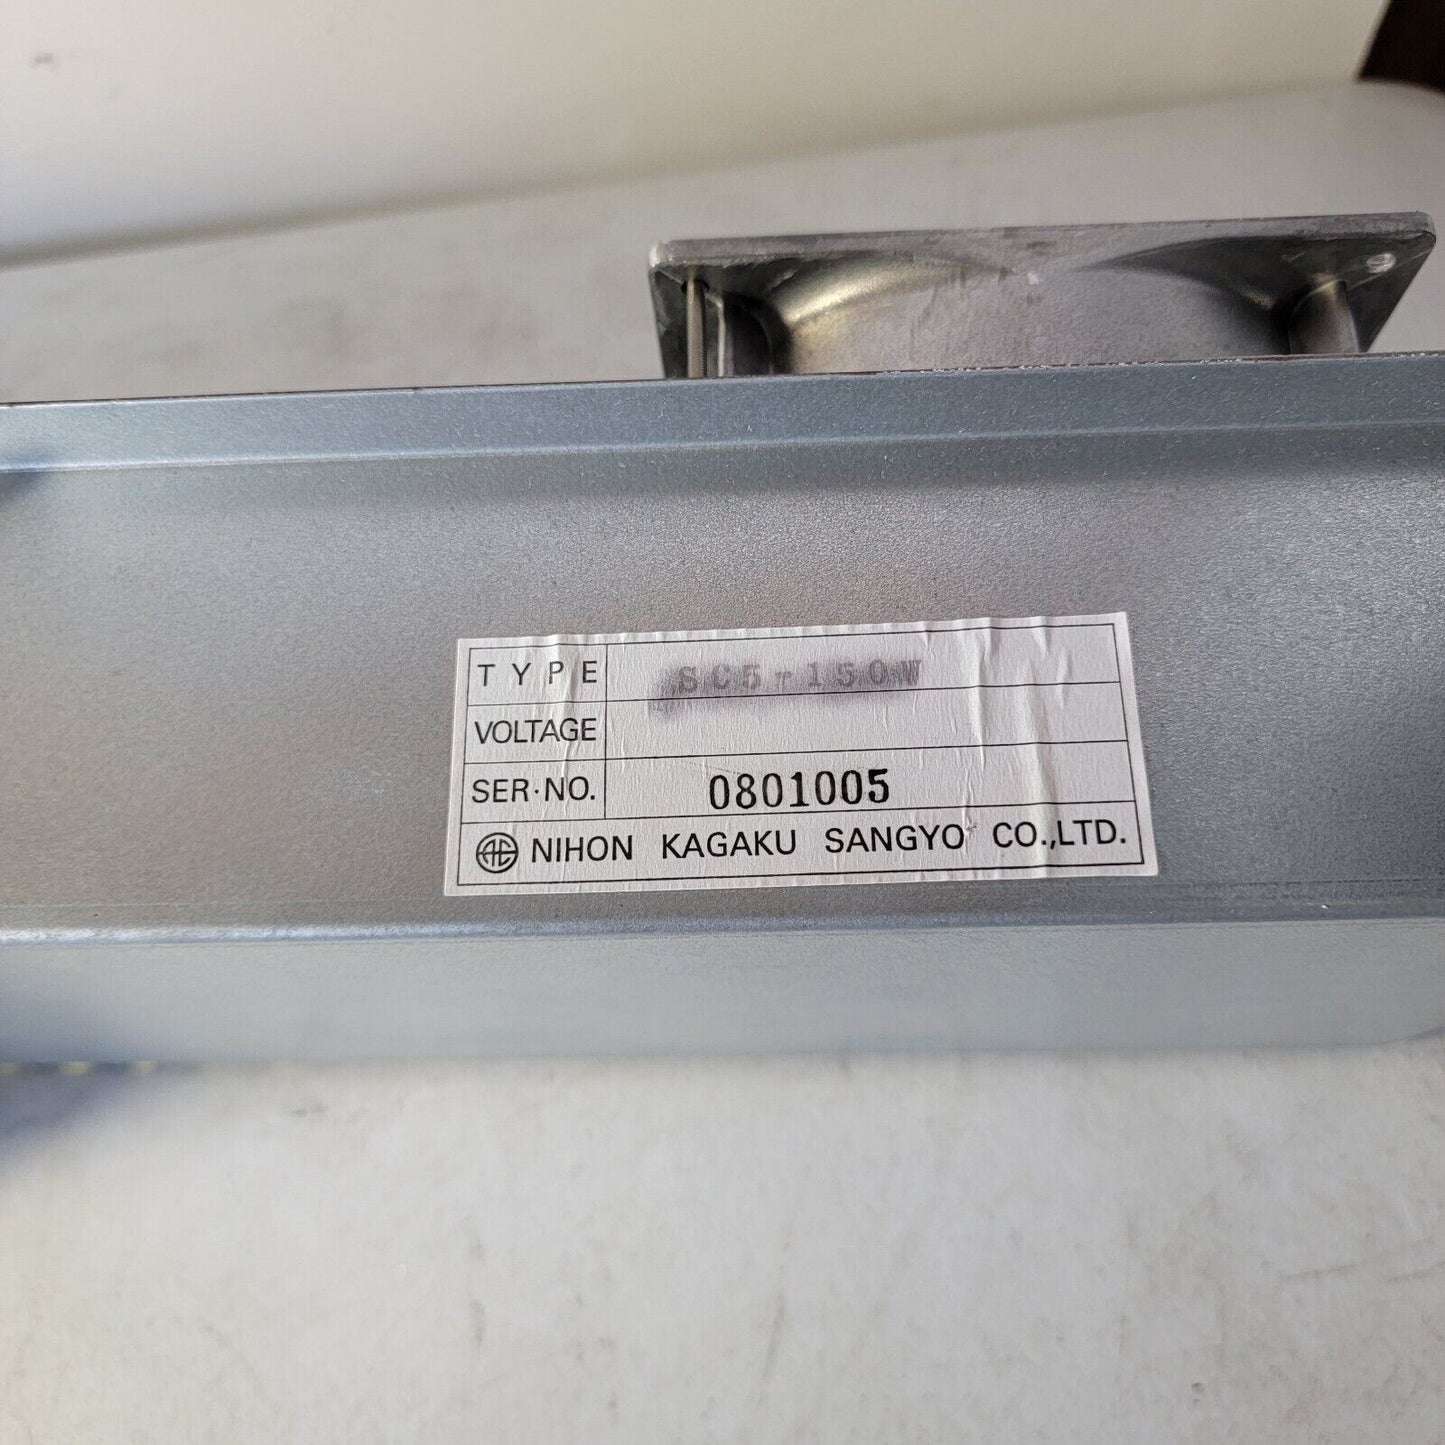 TYPE SC5-150W
VOLTAGE
SER·NO. 0801005
NIHON KAGAKU SANGYO CO.,LTD.